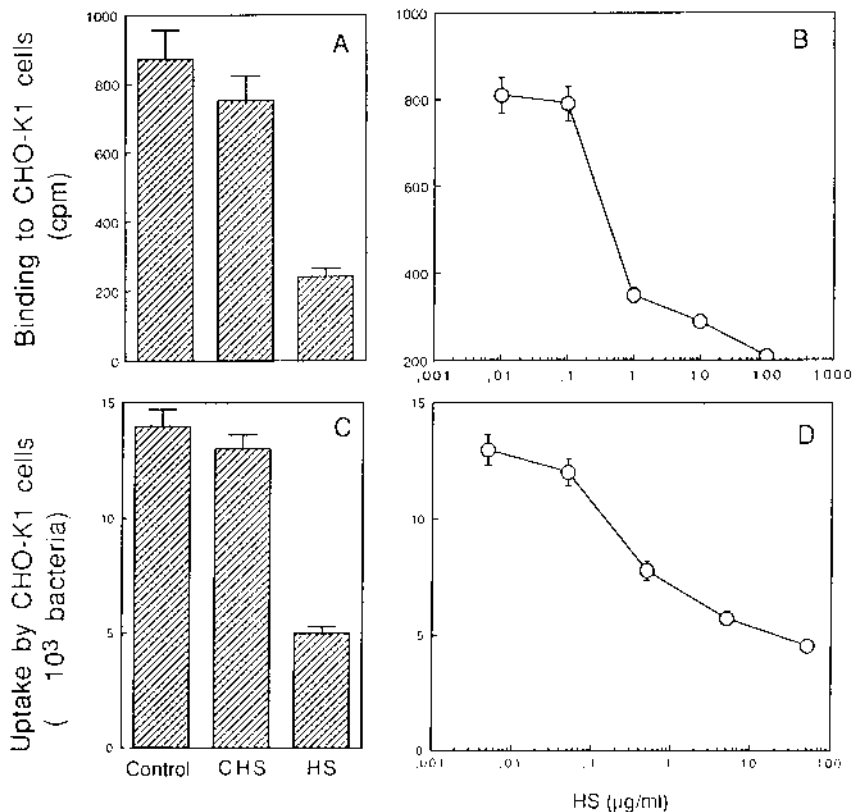 Binding to CHO-K1 cells
(cpm)
1000
800
600
400
200
0
A
1000
800
600
400
200
B
.001 .01 .1 1 10 100 1000
Uptake by CHO-K1 cells
( 10³ bacteria)
15
10
5
0
C
Control CHS HS
15
10
5
0
D
.001 .01 .1 1 10 100
HS (µg/ml)